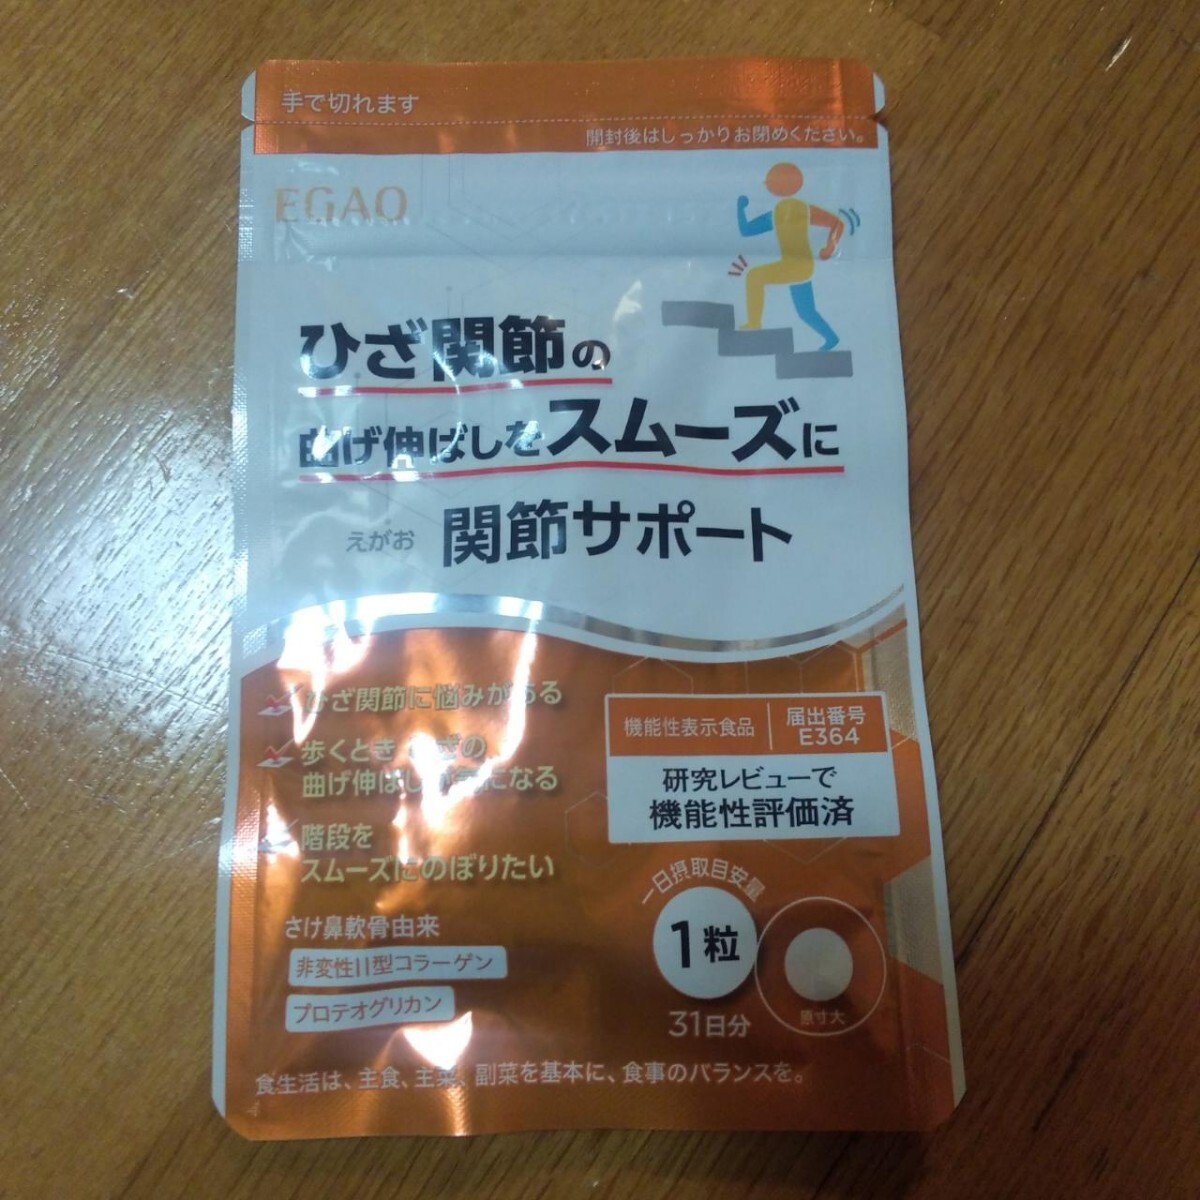 手で切れます
開封後はしっかりお閉めください。
EGAO
ひざ関節の
曲げ伸ばしをスムーズに
えがお 関節サポート
ひざ関節に悩みがある
歩くとき ひざの
曲げ伸ばしが気になる
階段を
スムーズにのぼりたい
機能性表示食品 届出番号
E364
研究レビューで
機能性評価済
さけ鼻軟骨由来
非変性II型コラーゲン
プロテオグリカン
一日摂取目安量
1粒
31日分
原寸大
食生活は、主食、主菜、副菜を基本に、食事のバランスを。